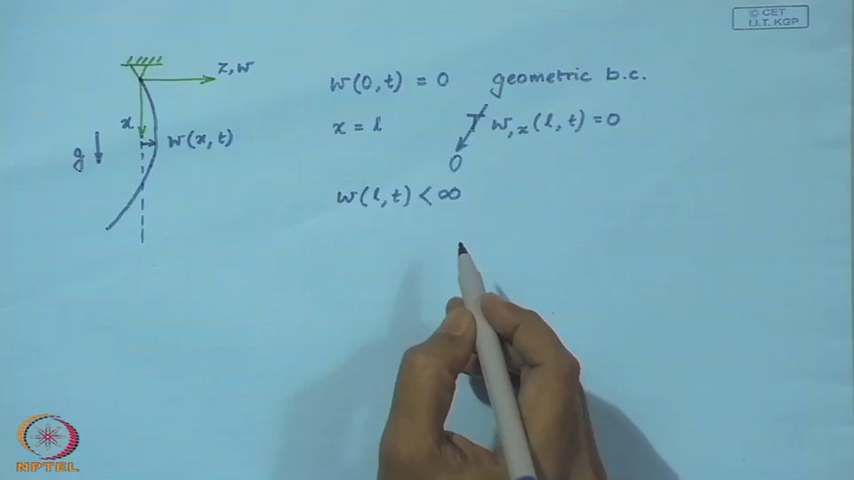 © CET
I.I.T. KGP
z, w
x
w(x, t)
g
w(0, t) = 0 geometric b.c.
x = l
T w,x (l, t) = 0
0
w(l, t) < ∞
NPTEL